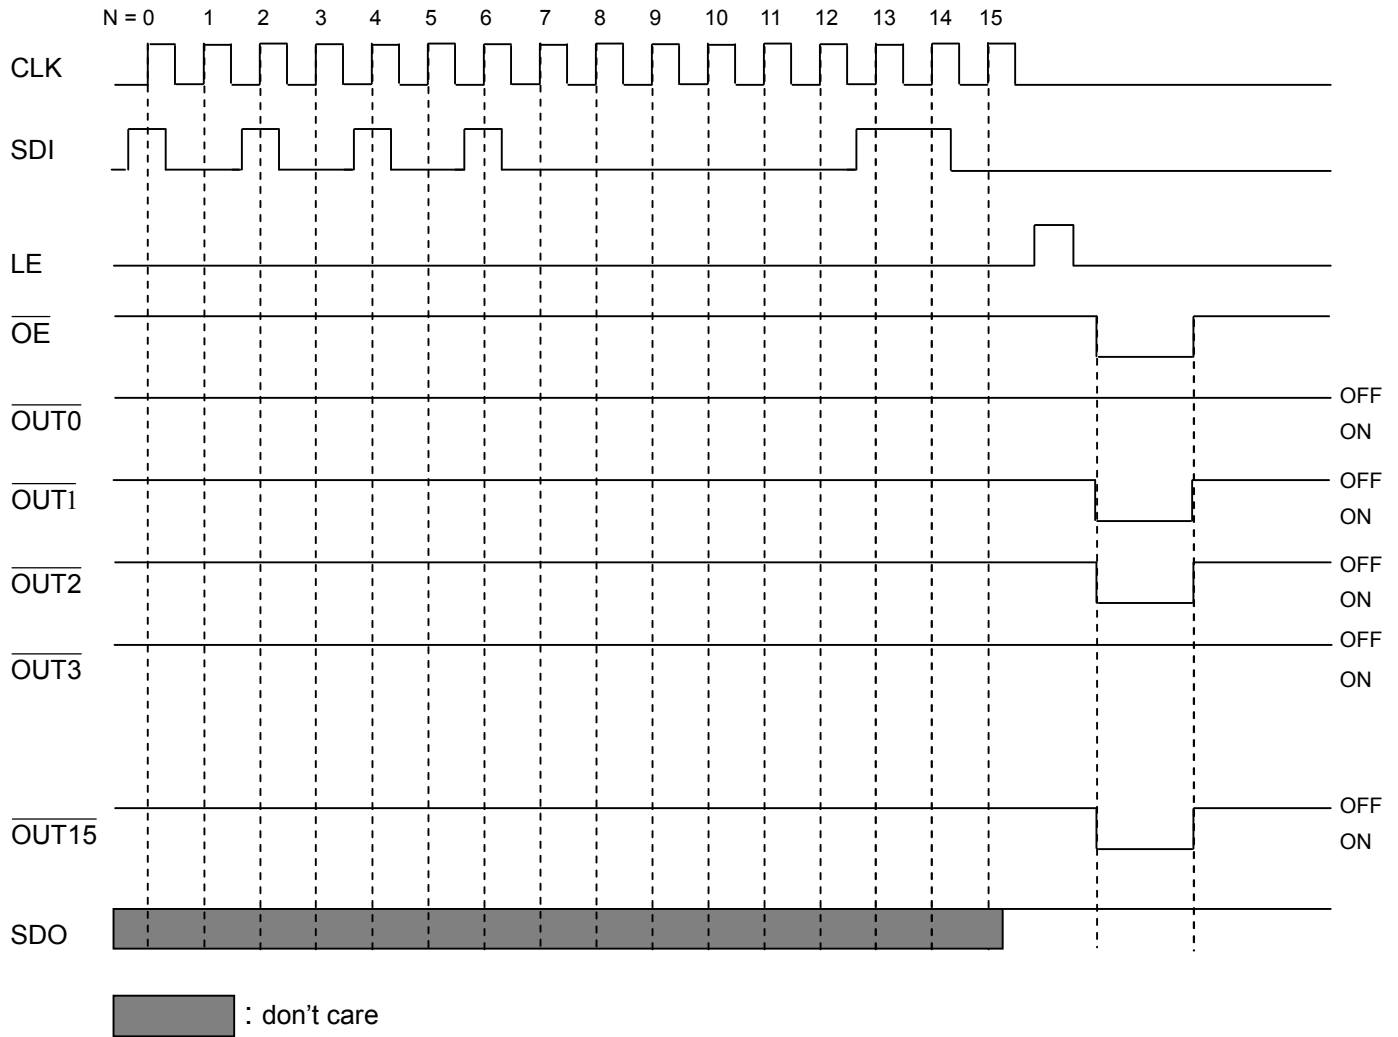 N = 0 1 2 3 4 5 6 7 8 9 10 11 12 13 14 15
CLK
SDI
LE
OE
OUT0
OFF
ON
OUT1
OFF
ON
OUT2
OFF
ON
OUT3
OFF
ON
OUT15
OFF
ON
SDO
: don't care